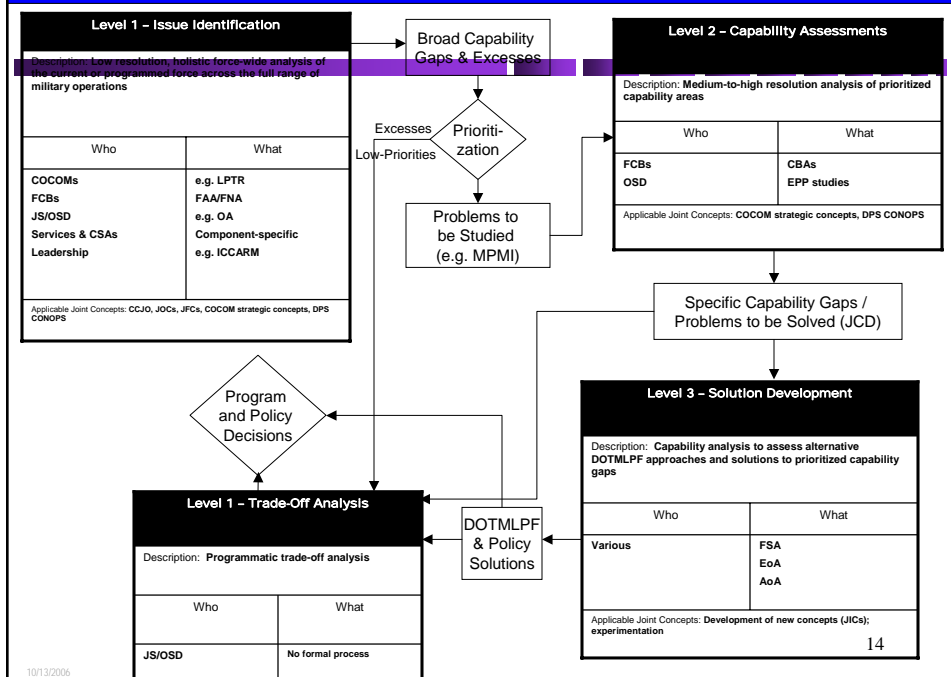 Level 1 – Issue Identification
Description: Low resolution, holistic force-wide analysis of
the current or programmed force across the full range of
military operations
Who
What
COCOMs
e.g. LPTR
FCBs
FAA/FNA
JS/OSD
e.g. OA
Services & CSAs
Component-specific
Leadership
e.g. ICCARM
Applicable Joint Concepts: CCJO, JOCs, JFCs, COCOM strategic concepts, DPS
CONOPS
Broad Capability
Gaps & Excesses
Excesses
Low-Priorities
Prioriti-
zation
Problems to
be Studied
(e.g. MPMI)
Level 2 – Capability Assessments
Description: Medium-to-high resolution analysis of prioritized
capability areas
Who
What
FCBs
CBAs
OSD
EPP studies
Applicable Joint Concepts: COCOM strategic concepts, DPS CONOPS
Specific Capability Gaps /
Problems to be Solved (JCD)
Level 3 – Solution Development
Description: Capability analysis to assess alternative
DOTMLPF approaches and solutions to prioritized capability
gaps
Who
What
Various
FSA
EoA
AoA
Applicable Joint Concepts: Development of new concepts (JICs);
experimentation
DOTMLPF
& Policy
Solutions
Program
and Policy
Decisions
Level 1 – Trade-Off Analysis
Description: Programmatic trade-off analysis
Who
What
JS/OSD
No formal process
10/13/2006
14